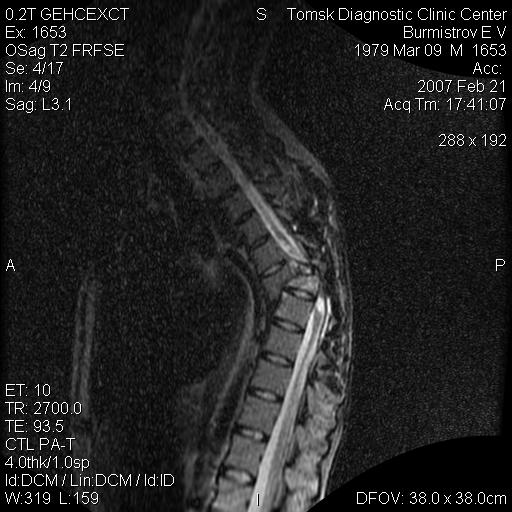 0.2T GEHCEXCT
Ex: 1653
OSag T2 FRFSE
Se: 4/17
Im: 4/9
Sag: L3.1
S
Tomsk Diagnostic Clinic Center
Burmistrov E V
1979 Mar 09 M 1653
Acc:
2007 Feb 21
Acq Tm: 17:41:07
288 x 192
A
P
ET: 10
TR: 2700.0
TE: 93.5
CTL PA-T
4.0thk/1.0sp
Id:DCM / Lin:DCM / Id:ID
W:319 L:159
I
DFOV: 38.0 x 38.0cm